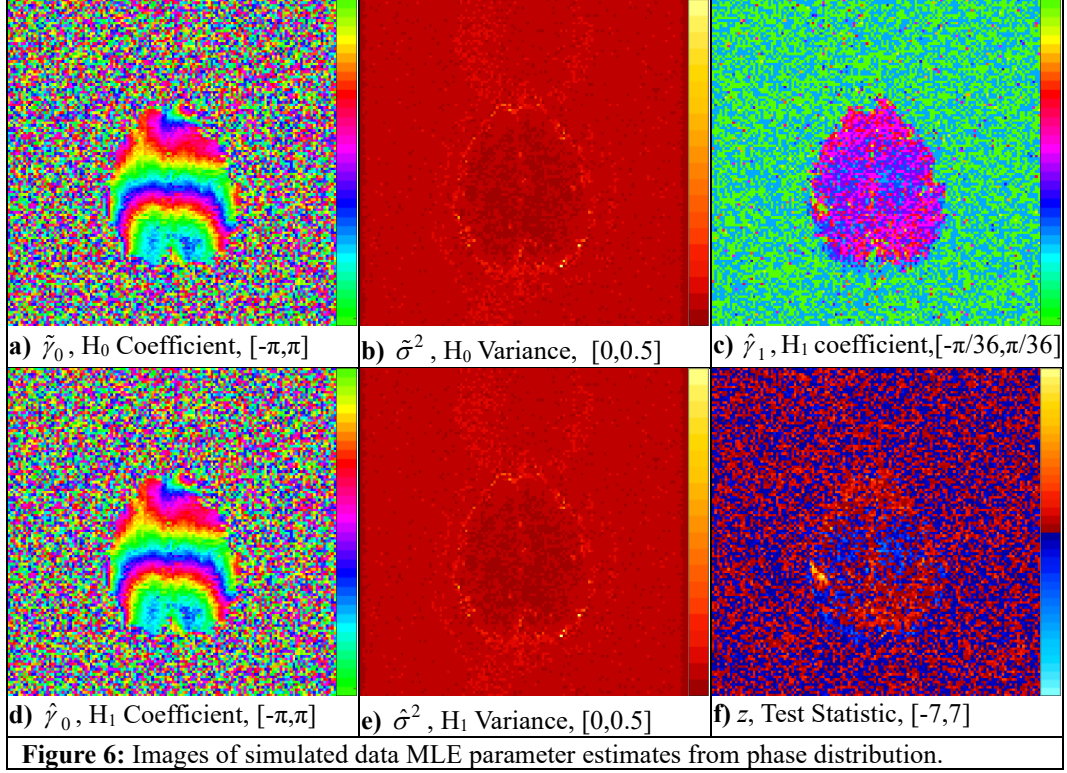 a) γ̃₀ , H₀ Coefficient, [-π,π]
b) σ̃² , H₀ Variance, [0,0.5]
c) γ̂₁ , H₁ coefficient,[-π/36,π/36]
d) γ̂₀ , H₁ Coefficient, [-π,π]
e) σ̂² , H₁ Variance, [0,0.5]
f) z, Test Statistic, [-7,7]
Figure 6: Images of simulated data MLE parameter estimates from phase distribution.